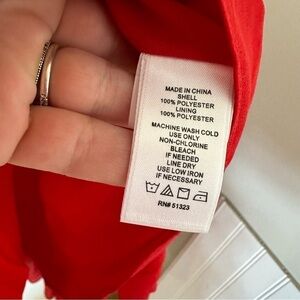 MADE IN CHINA
SHELL
100% POLYESTER
LINING
100% POLYESTER
MACHINE WASH COLD
USE ONLY
NON-CHLORINE
BLEACH
IF NEEDED
LINE DRY
USE LOW IRON
IF NECESSARY
RN# 51323